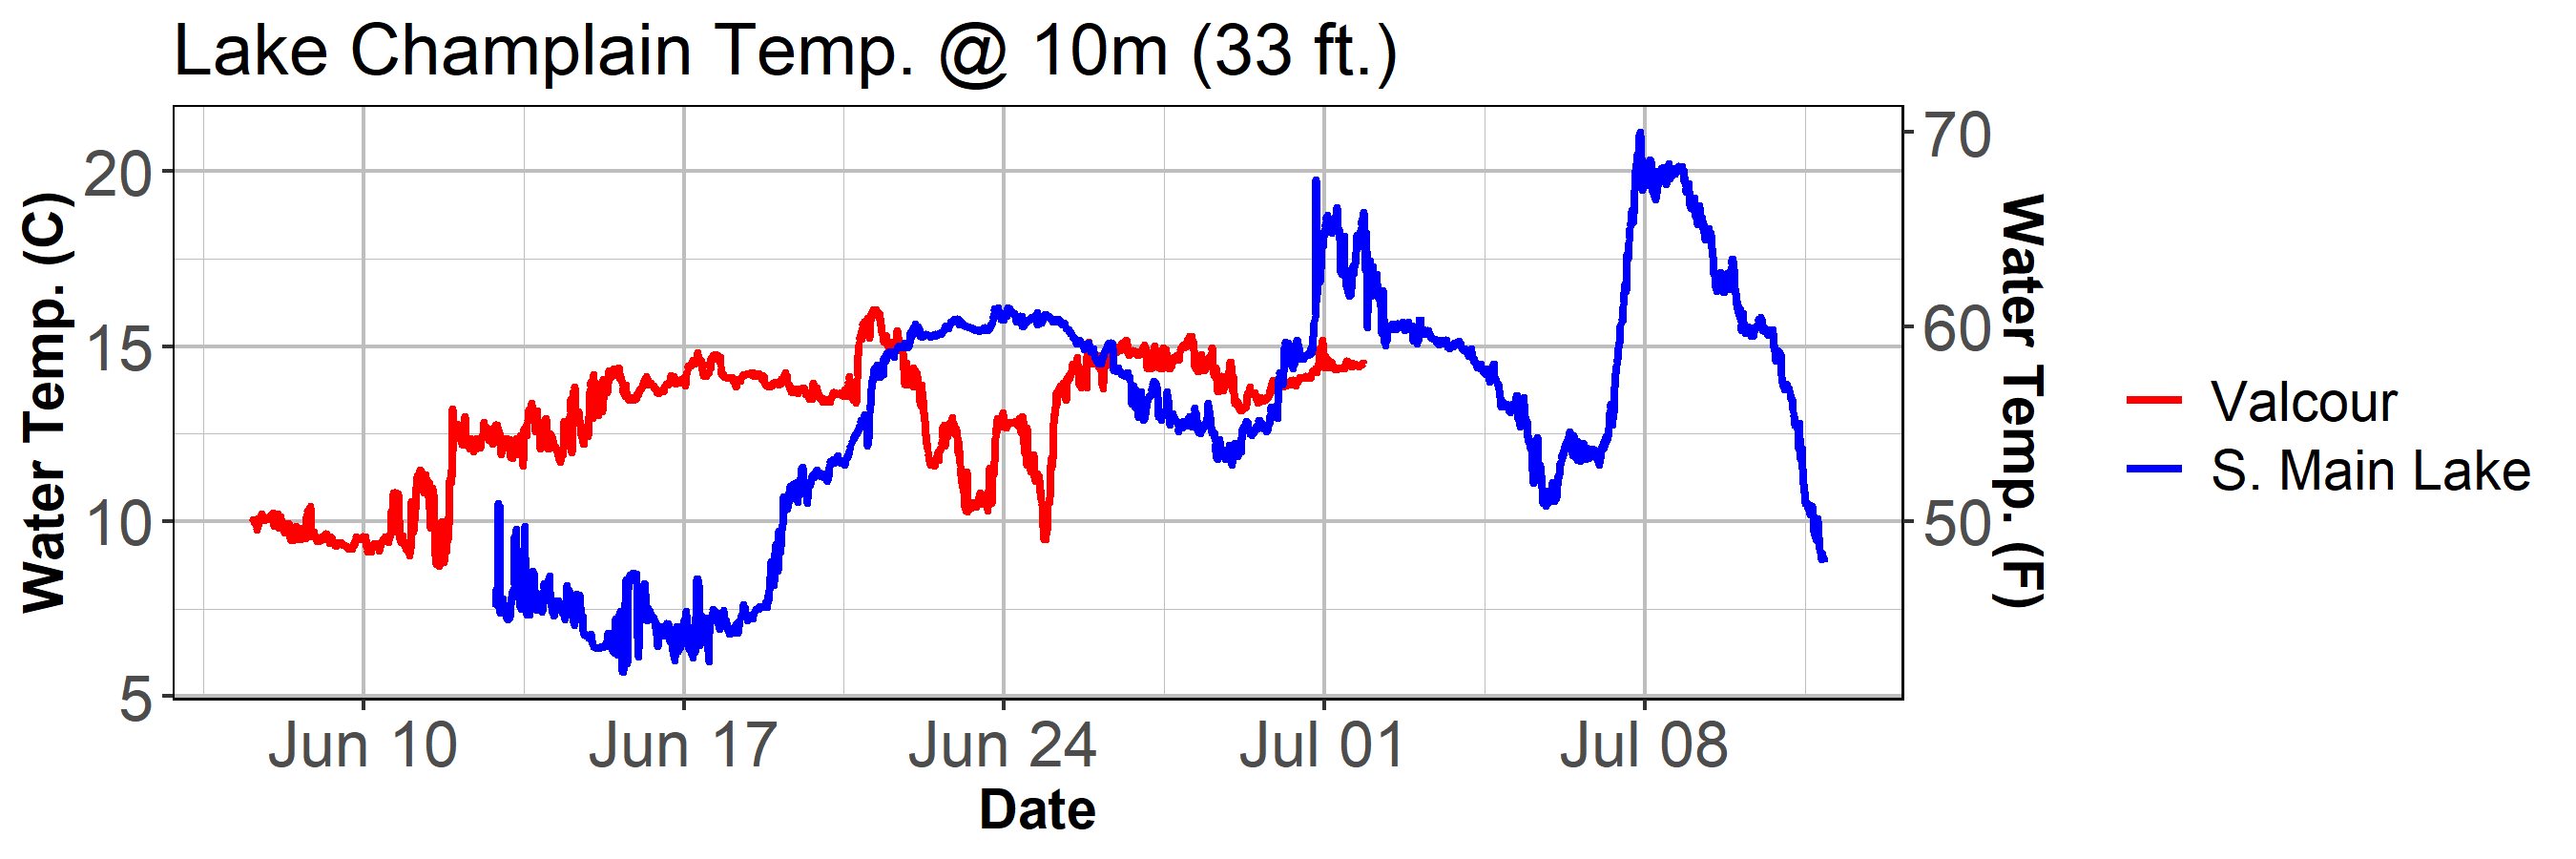 Lake Champlain Temp. @ 10m (33 ft.)
Water Temp. (C)
20
15
10
5
70
60
50
Water Temp. (F)
Jun 10
Jun 17
Jun 24
Jul 01
Jul 08
Date
Valcour
S. Main Lake